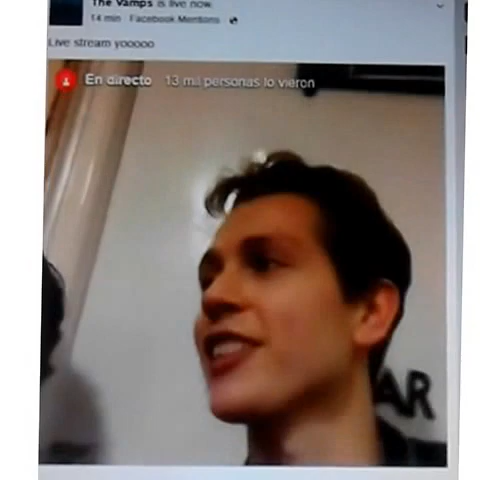 The Vamps is live now.
14 min · Facebook Mentions ·
Live stream yooooo
En directo 13 mil personas lo vieron
AR